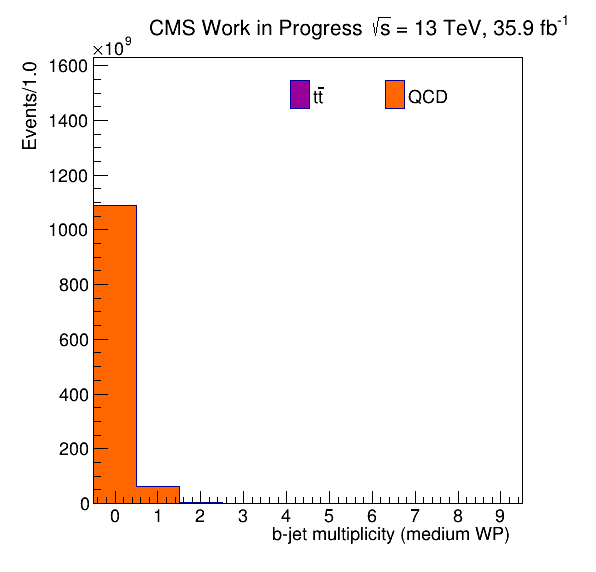 CMS Work in Progress √s = 13 TeV, 35.9 fb⁻¹
×10⁹
Events/1.0
1600
1400
1200
1000
800
600
400
200
0
tt̅ QCD
0 1 2 3 4 5 6 7 8 9
b-jet multiplicity (medium WP)